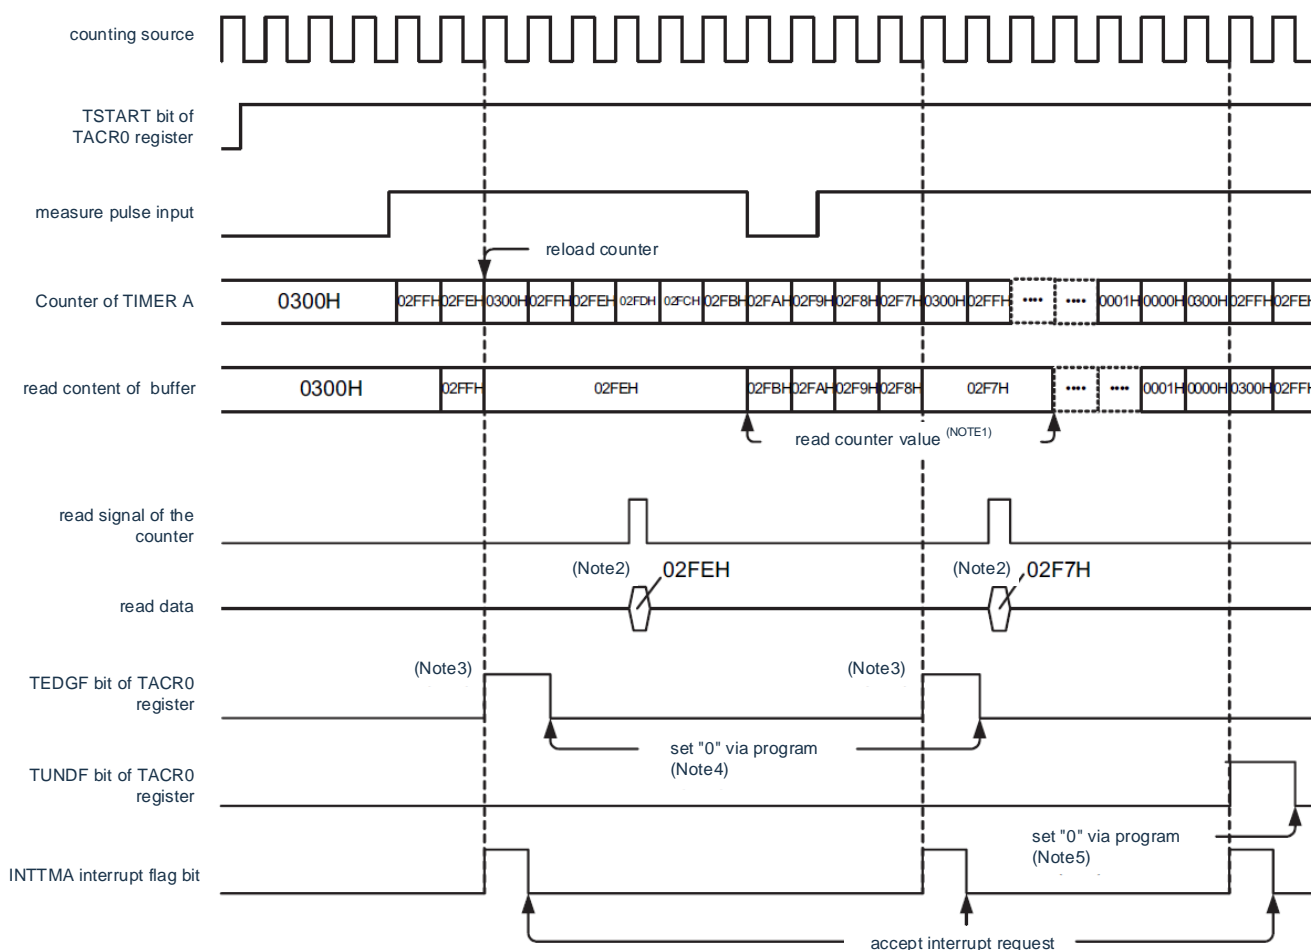 counting source
TSTART bit of
TACR0 register
measure pulse input
reload counter
Counter of TIMER A
0300H 02FFH 02FEH 0300H 02FFH 02FEH 02FDH 02FCH 02FBH 02FAH 02F9H 02F8H 02F7H 0300H 02FFH •••• •••• 0001H 0000H 0300H 02FFH 02FEH
read content of buffer
0300H 02FFH 02FEH 02FBH 02FAH 02F9H 02F8H 02F7H •••• •••• 0001H 0000H 0300H 02FFH
read counter value (NOTE1)
read signal of the
counter
(Note2) 02FEH (Note2) 02F7H
read data
(Note3) (Note3)
TEDGF bit of TACR0
register
set "0" via program
(Note4)
TUNDF bit of TACR0
register
set "0" via program
(Note5)
INTTMA interrupt flag bit
accept interrupt request